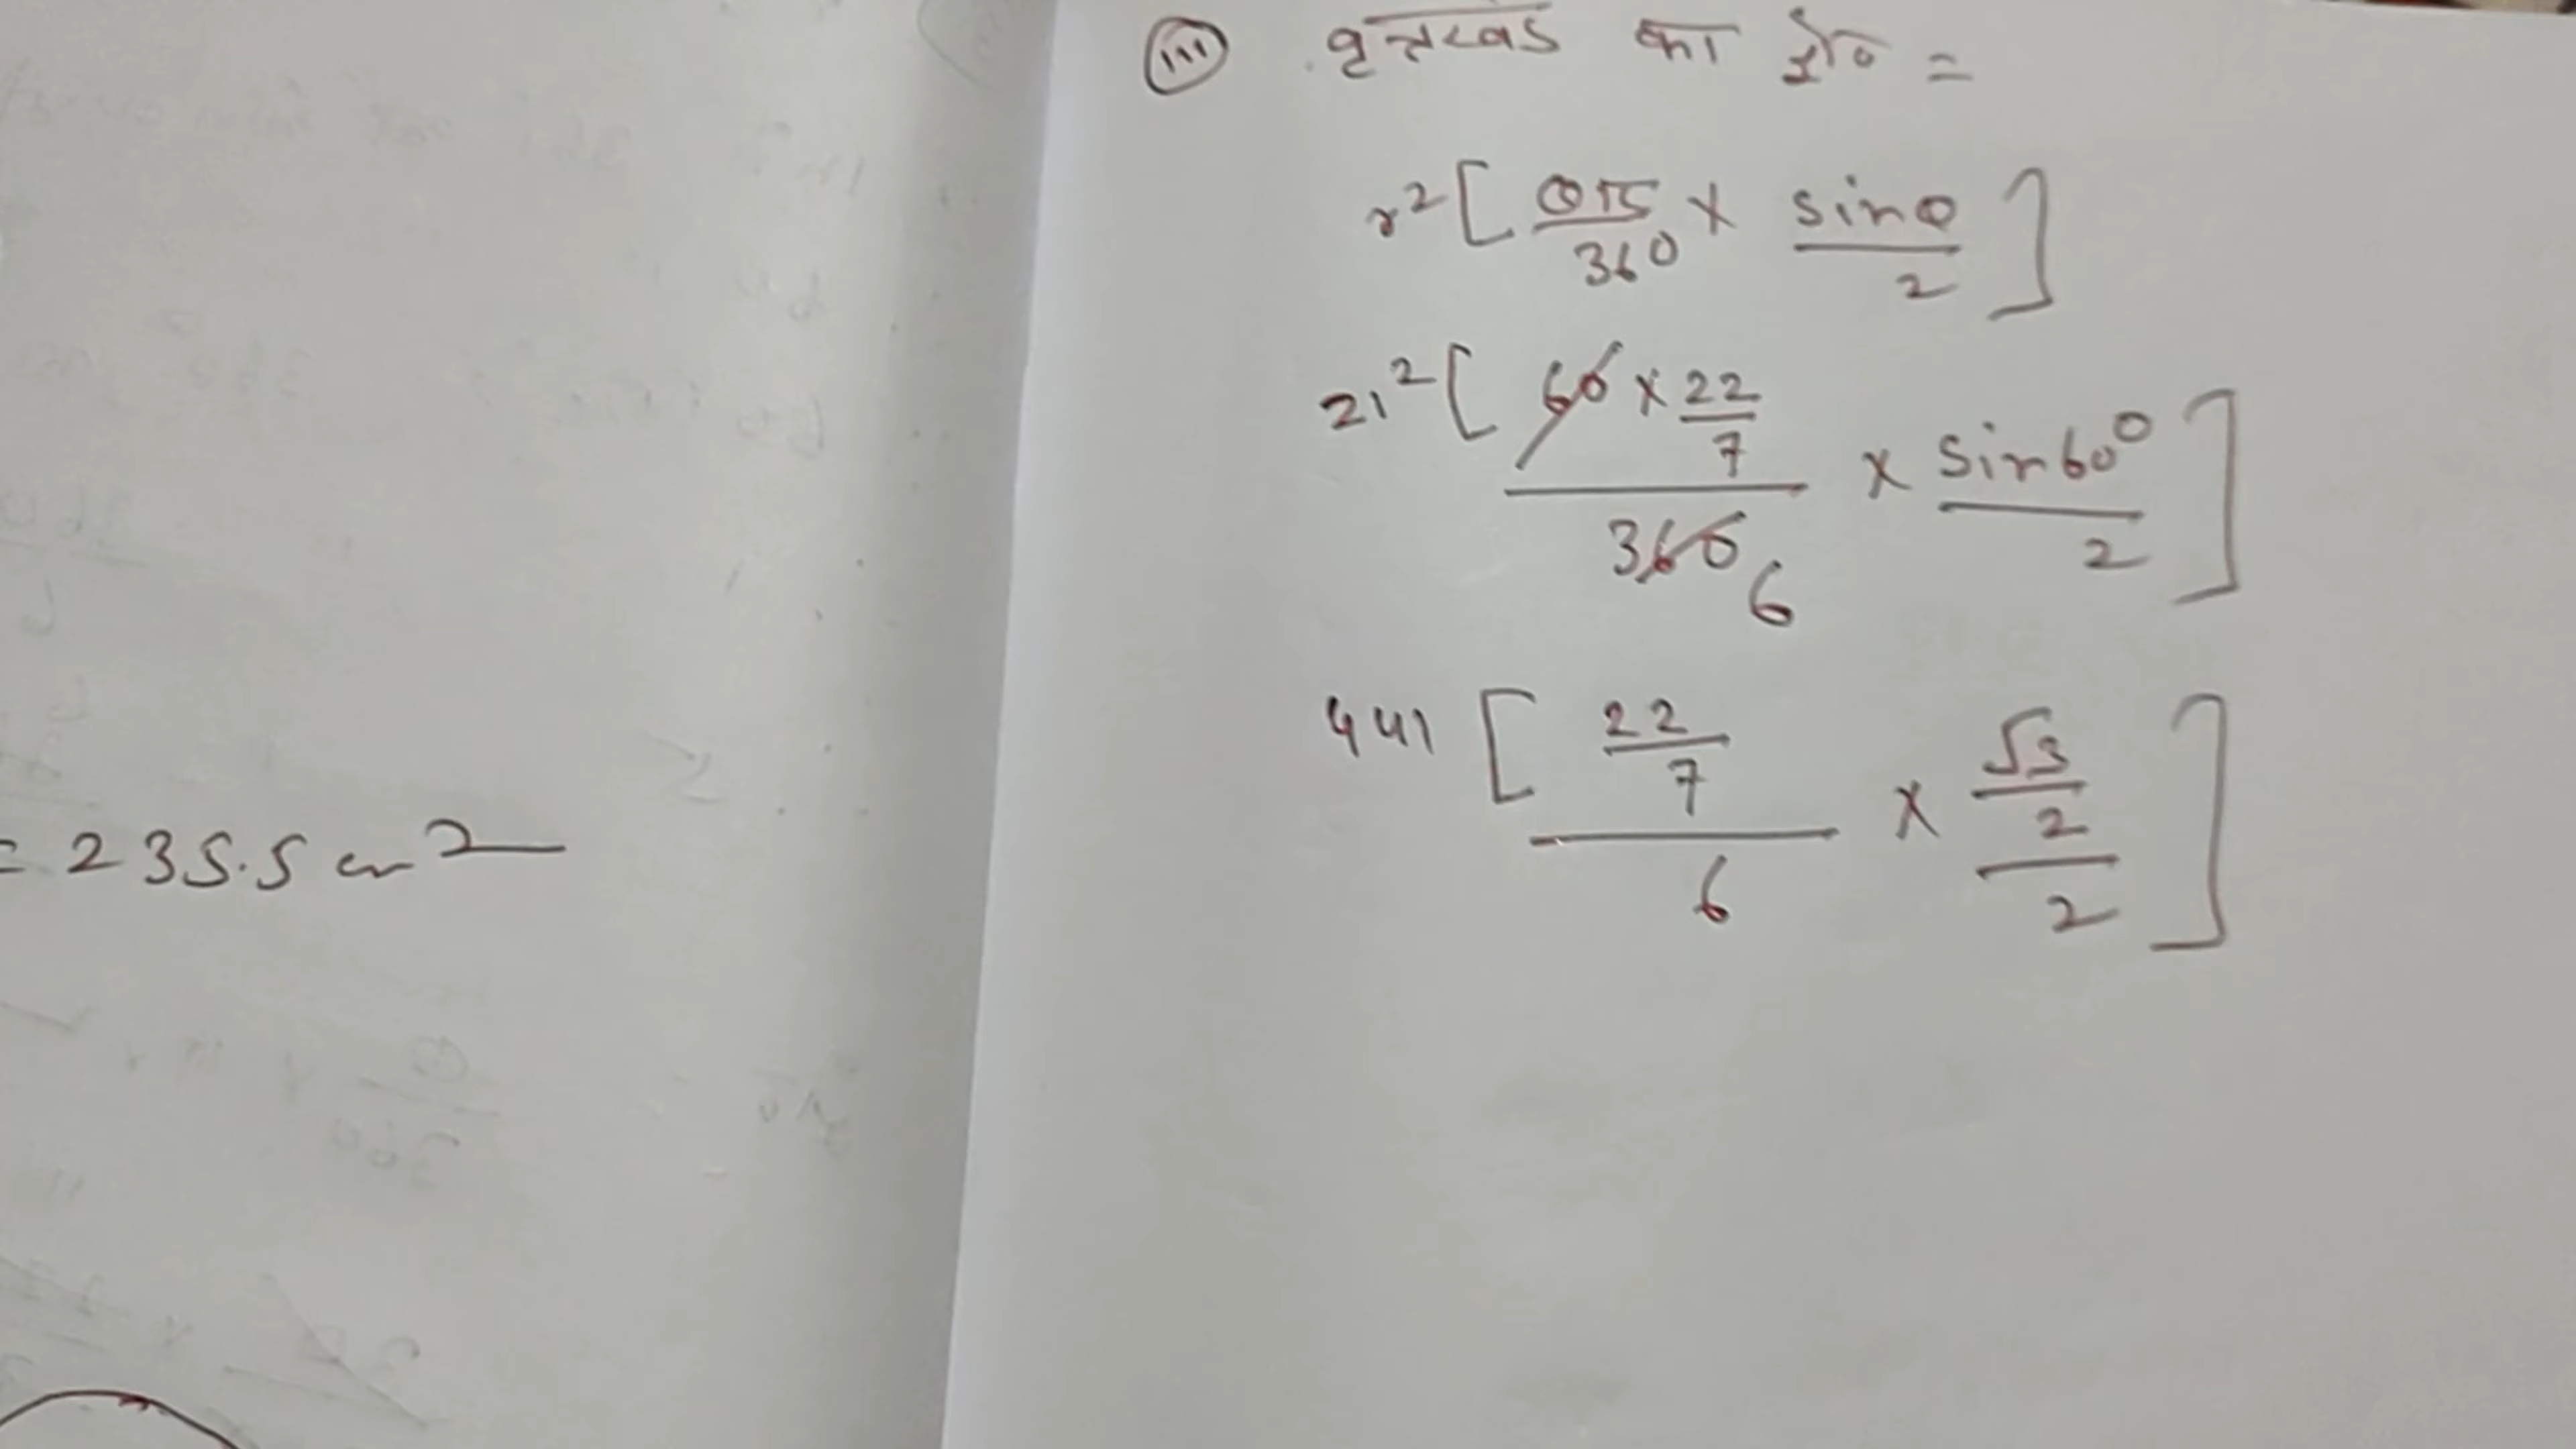 = 235.5 cm²
(iii) वृत्तखंड का क्षे० =
r² [ θπ/360 × sinθ/2 ]
21² [ 60 × 22/7 / 360 6 × sin60°/2 ]
441 [ 22/7 / 6 × √3/2 / 2 ]